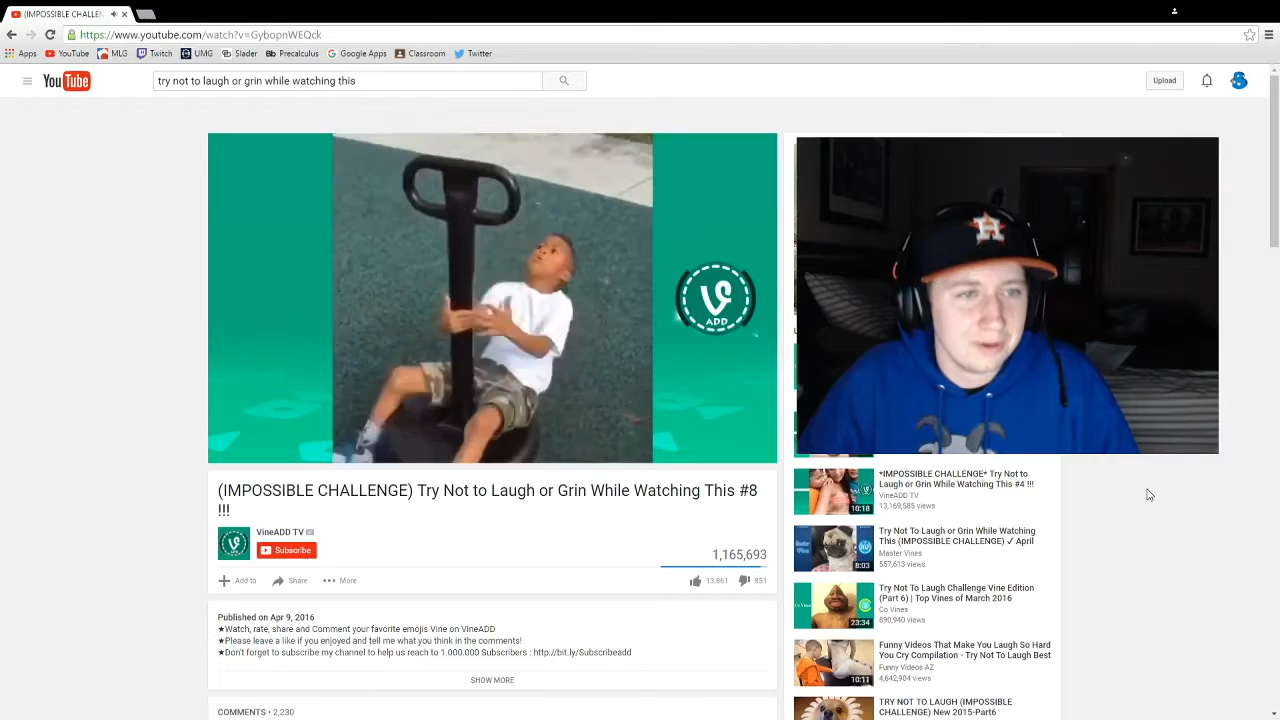 (IMPOSSIBLE CHALLEN
https://www.youtube.com/watch?v=GybopnWEQck
Apps YouTube MLG Twitch UMG Slader Precalculus Google Apps Classroom Twitter
YouTube
try not to laugh or grin while watching this
Upload
H
ADD
(IMPOSSIBLE CHALLENGE) Try Not to Laugh or Grin While Watching This #8
!!!
VineADD TV
Subscribe
1,165,693
Add to Share More
13,861 851
Published on Apr 9, 2016
★Watch, rate, share and Comment your favorite emojis Vine on VineADD
★Please leave a like if you enjoyed and tell me what you think in the comments!
★Don't forget to subscribe my channel to help us reach to 1.000.000 Subscribers : http://bit.ly/Subscribeadd
SHOW MORE
COMMENTS • 2,230
*IMPOSSIBLE CHALLENGE* Try Not to
Laugh or Grin While Watching This #4 !!!
VineADD TV
13,169,585 views
10:18
Try Not To Laugh or Grin While Watching
This (IMPOSSIBLE CHALLENGE) ✓ April
Master Vines
557,613 views
8:03
Try Not To Laugh Challenge Vine Edition
(Part 6) | Top Vines of March 2016
Co Vines
890,940 views
23:34
Funny Videos That Make You Laugh So Hard
You Cry Compilation - Try Not To Laugh Best
Funny Videos AZ
4,642,904 views
10:11
TRY NOT TO LAUGH (IMPOSSIBLE
CHALLENGE) New 2015-Part6